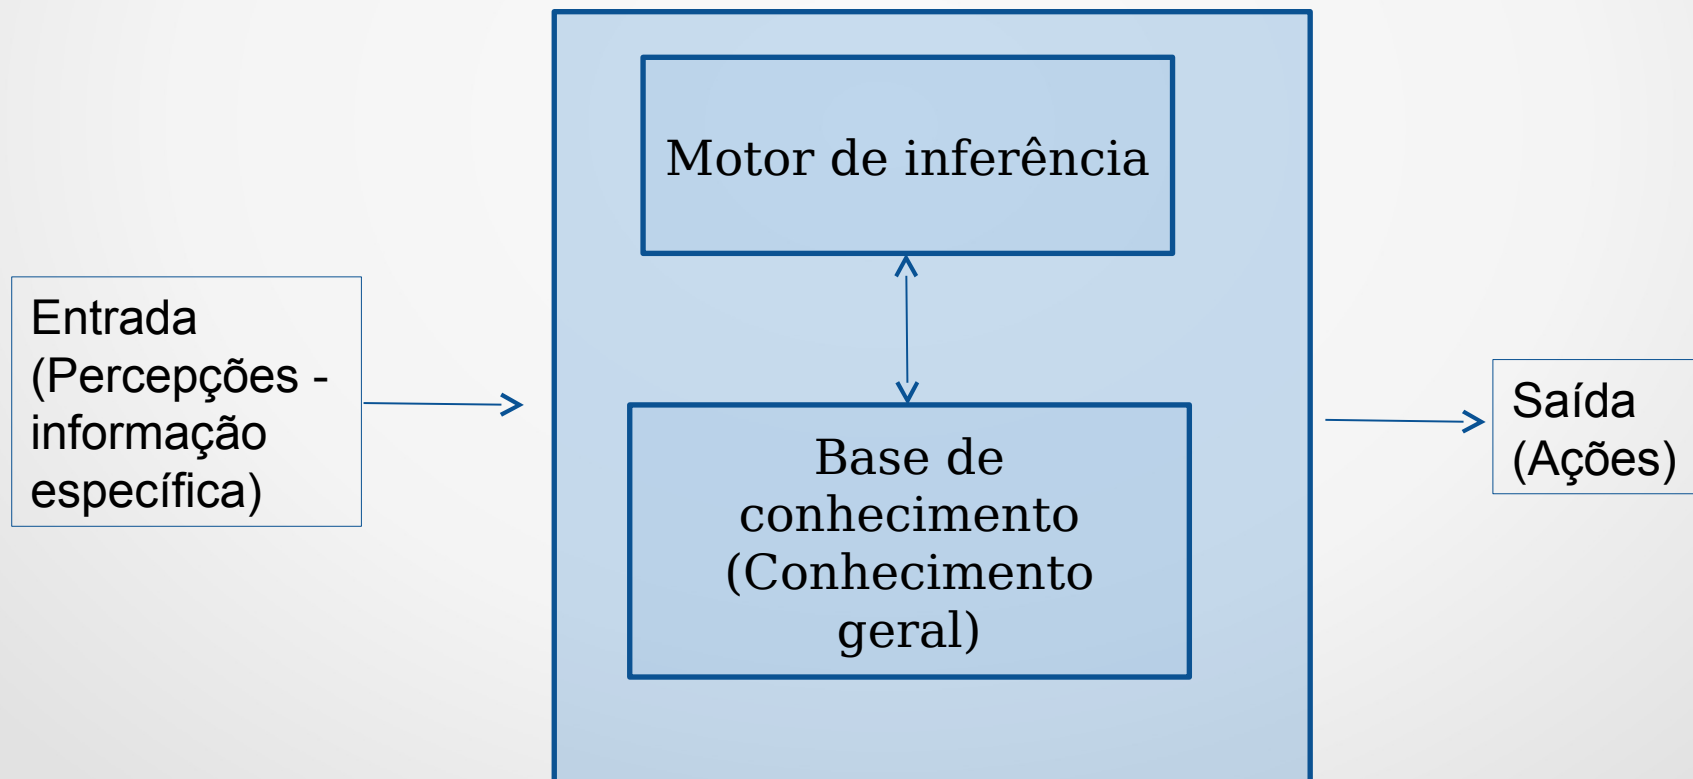 Motor de inferência
Entrada
(Percepções -
informação
específica)
Base de
conhecimento
(Conhecimento
geral)
Saída
(Ações)